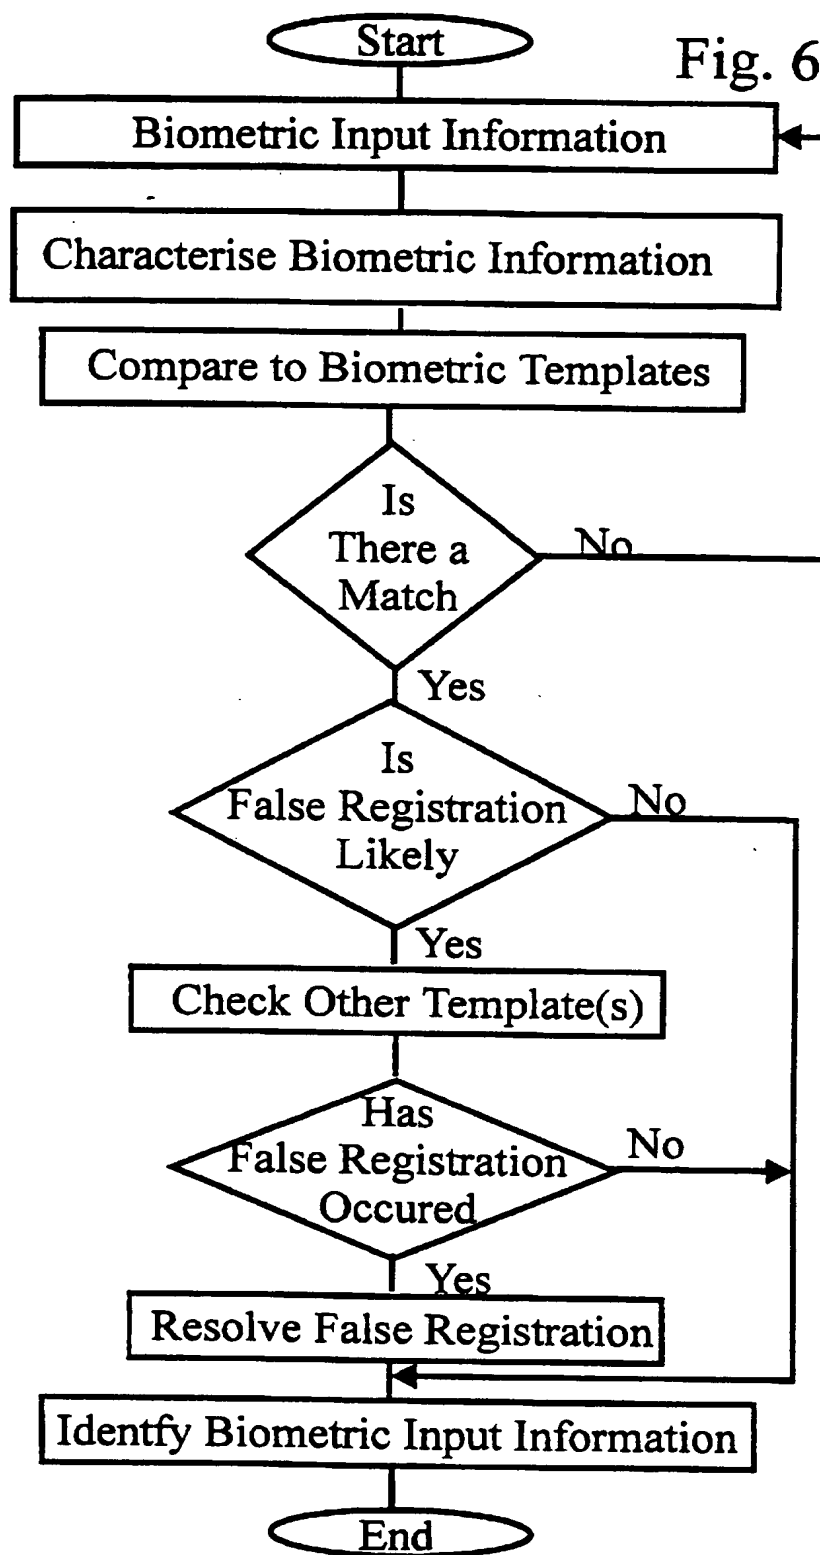 Start
Fig. 6
Biometric Input Information
Characterise Biometric Information
Compare to Biometric Templates
Is
There a
Match
No
Yes
Is
False Registration
Likely
No
Yes
Check Other Template(s)
Has
False Registration
Occured
No
Yes
Resolve False Registration
Identfy Biometric Input Information
End